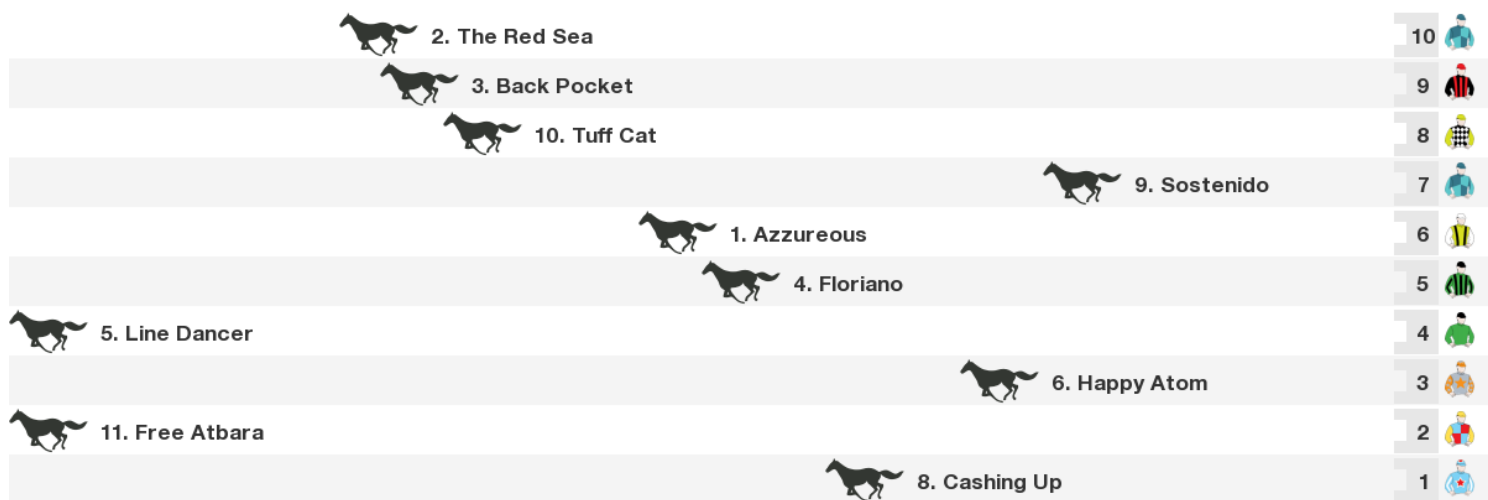 2. The Red Sea 10
3. Back Pocket 9
10. Tuff Cat 8
9. Sostenido 7
1. Azzureous 6
4. Floriano 5
5. Line Dancer 4
6. Happy Atom 3
11. Free Atbara 2
8. Cashing Up 1